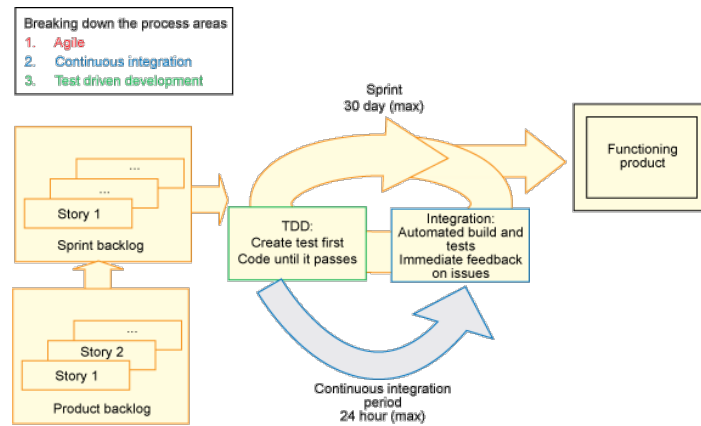 Breaking down the process areas
1. Agile
2. Continuous integration
3. Test driven development
Sprint
30 day (max)
Functioning
product
...
...
Story 1
Sprint backlog
TDD:
Create test first
Code until it passes
Integration:
Automated build and
tests
Immediate feedback
on issues
...
Story 2
Story 1
Product backlog
Continuous integration
period
24 hour (max)